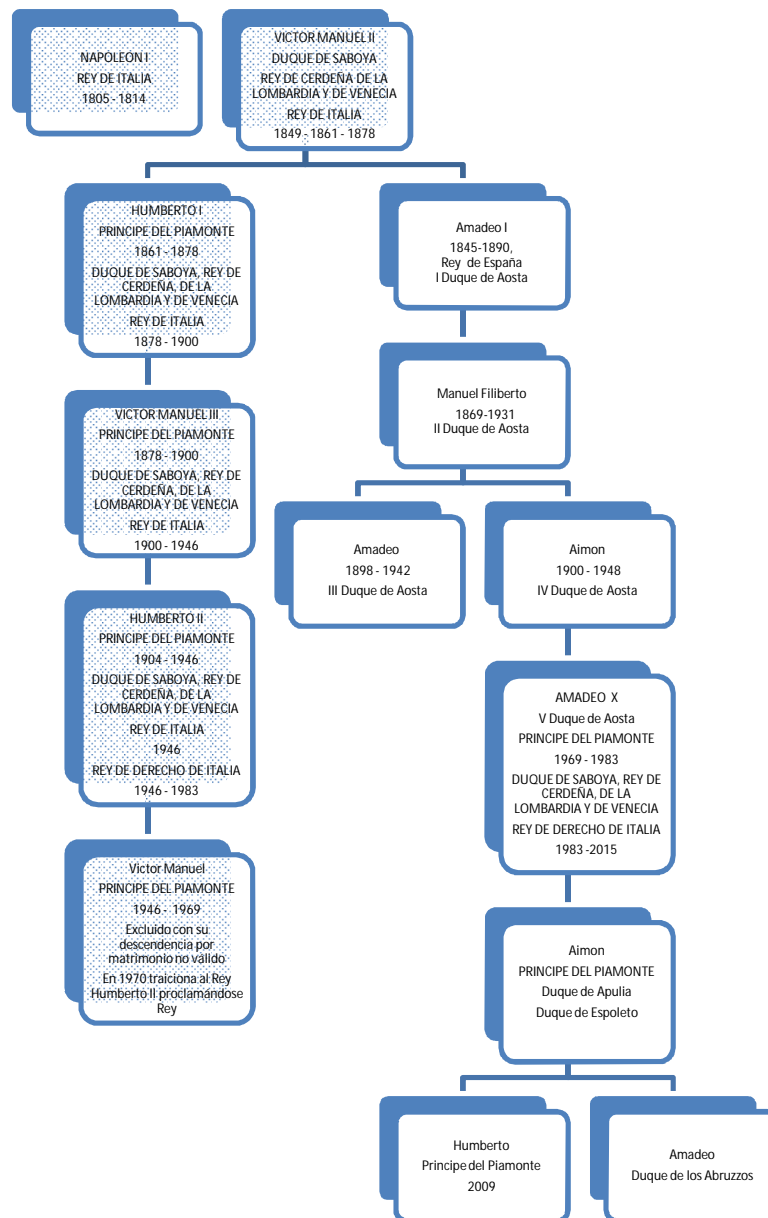 NAPOLEON I
REY DE ITALIA
1805 - 1814
VICTOR MANUEL II
DUQUE DE SABOYA
REY DE CERDEÑA DE LA
LOMBARDIA Y DE VENECIA
REY DE ITALIA
1849 - 1861 - 1878
HUMBERTO I
PRINCIPE DEL PIAMONTE
1861 - 1878
DUQUE DE SABOYA, REY DE
CERDEÑA, DE LA
LOMBARDIA Y DE VENECIA
REY DE ITALIA
1878 - 1900
Amadeo I
1845-1890,
Rey de España
I Duque de Aosta
Manuel Filiberto
1869-1931
II Duque de Aosta
VICTOR MANUEL III
PRINCIPE DEL PIAMONTE
1878 - 1900
DUQUE DE SABOYA, REY DE
CERDEÑA, DE LA
LOMBARDIA Y DE VENECIA
REY DE ITALIA
1900 - 1946
Amadeo
1898 - 1942
III Duque de Aosta
Aimon
1900 - 1948
IV Duque de Aosta
HUMBERTO II
PRINCIPE DEL PIAMONTE
1904 - 1946
DUQUE DE SABOYA, REY DE
CERDEÑA, DE LA
LOMBARDIA Y DE VENECIA
REY DE ITALIA
1946
REY DE DERECHO DE ITALIA
1946 - 1983
AMADEO X
V Duque de Aosta
PRINCIPE DEL PIAMONTE
1969 - 1983
DUQUE DE SABOYA, REY DE
CERDEÑA, DE LA
LOMBARDIA Y DE VENECIA
REY DE DERECHO DE ITALIA
1983 -2015
Victor Manuel
PRINCIPE DEL PIAMONTE
1946 - 1969
Excluido con su
descendencia por
matrimonio no válido
En 1970 traiciona al Rey
Humberto II proclamándose
Rey
Aimon
PRINCIPE DEL PIAMONTE
Duque de Apulia
Duque de Espoleto
Humberto
Principe del Piamonte
2009
Amadeo
Duque de los Abruzzos